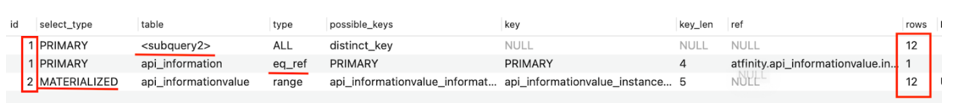 id select_type table type possible_keys key key_len ref rows
1 PRIMARY <subquery2> ALL distinct_key NULL NULL NULL 12
1 PRIMARY api_information eq_ref PRIMARY PRIMARY 4 atfinity.api_informationvalue.in... 1
2 MATERIALIZED api_informationvalue range api_informationvalue_informat... api_informationvalue_instance... 5 NULL 12
NULL